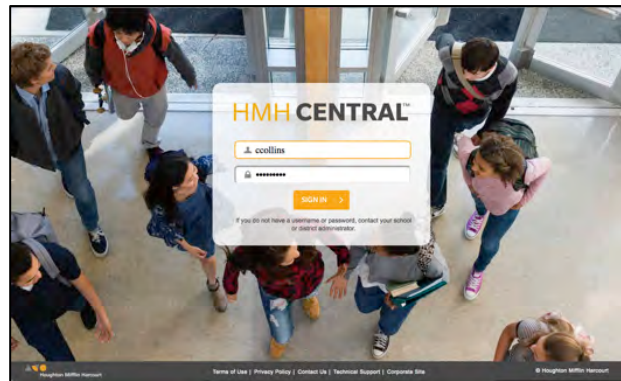 HMH CENTRAL™
ccollins
•••••••••
SIGN IN >
If you do not have a username or password, contact your school
or district administrator.
Houghton Mifflin Harcourt
Terms of Use | Privacy Policy | Contact Us | Technical Support | Corporate Site
© Houghton Mifflin Harcourt